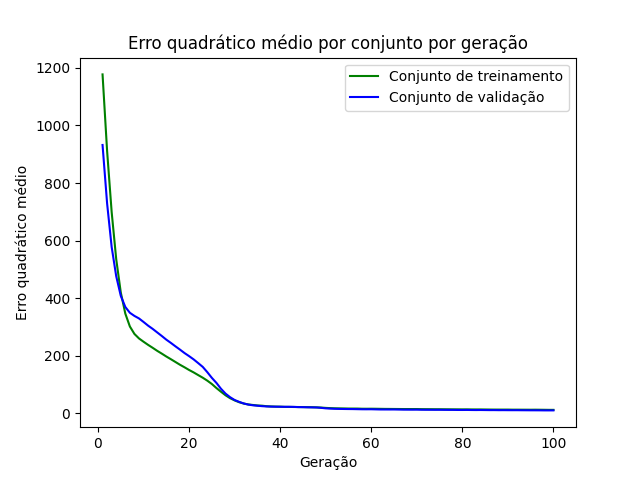 Erro quadrático médio por conjunto por geração
Conjunto de treinamento
Conjunto de validação
Erro quadrático médio
1200
1000
800
600
400
200
0
0 20 40 60 80 100
Geração